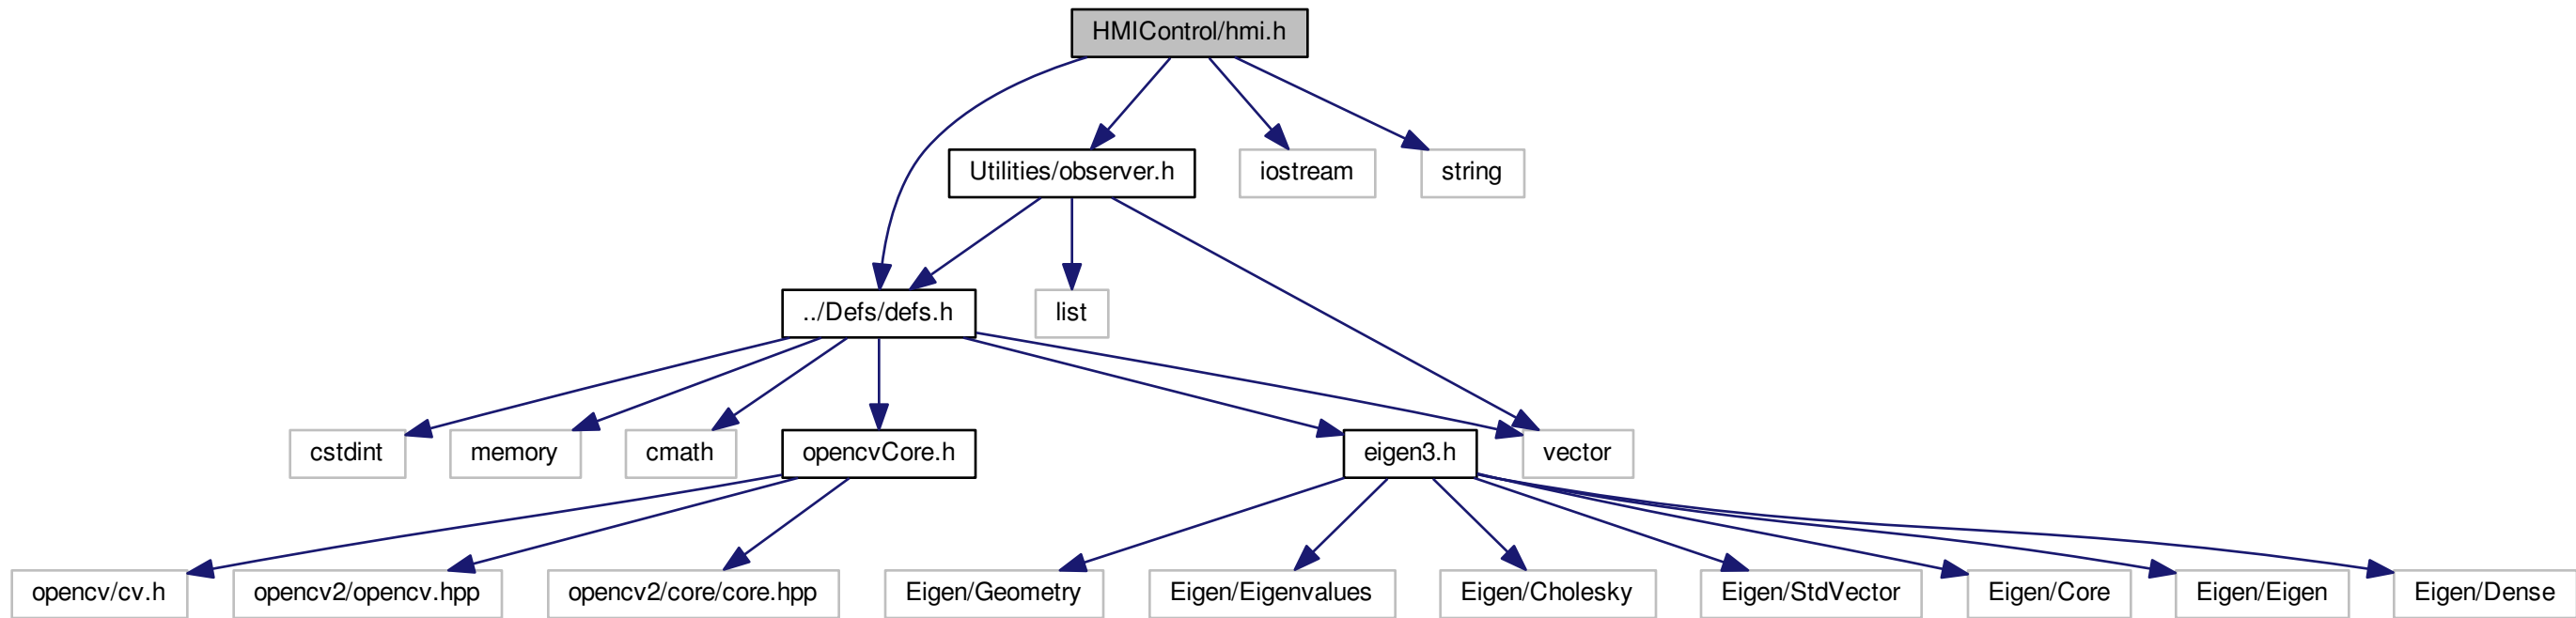 HMIControl/hmi.h
Utilities/observer.h
iostream
string
../Defs/defs.h
list
cstdint
memory
cmath
opencvCore.h
eigen3.h
vector
opencv/cv.h
opencv2/opencv.hpp
opencv2/core/core.hpp
Eigen/Geometry
Eigen/Eigenvalues
Eigen/Cholesky
Eigen/StdVector
Eigen/Core
Eigen/Eigen
Eigen/Dense